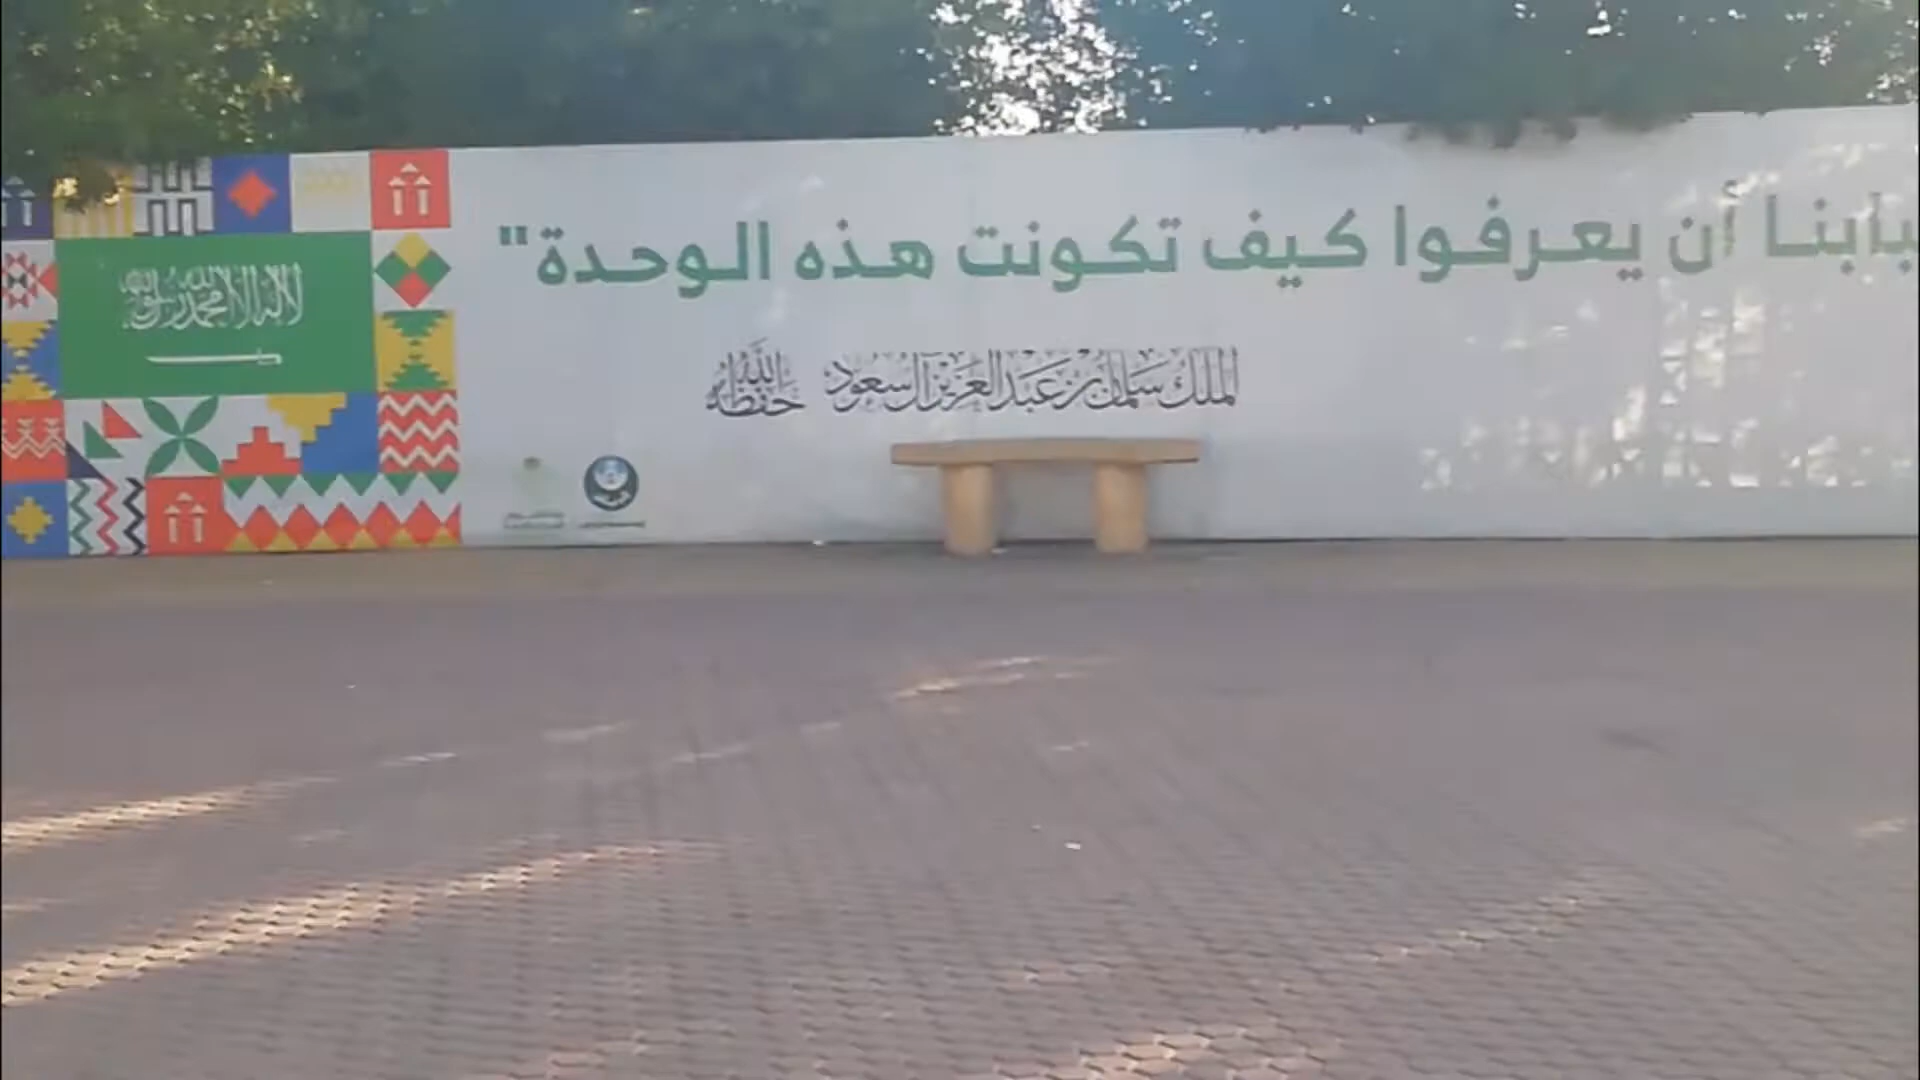 بابنا أن يعرفوا كيف تكونت هذه الوحدة"
الملك سلمان بن عبدالعزيز آل سعود حفظه الله
لا إله إلا الله محمد رسول الله